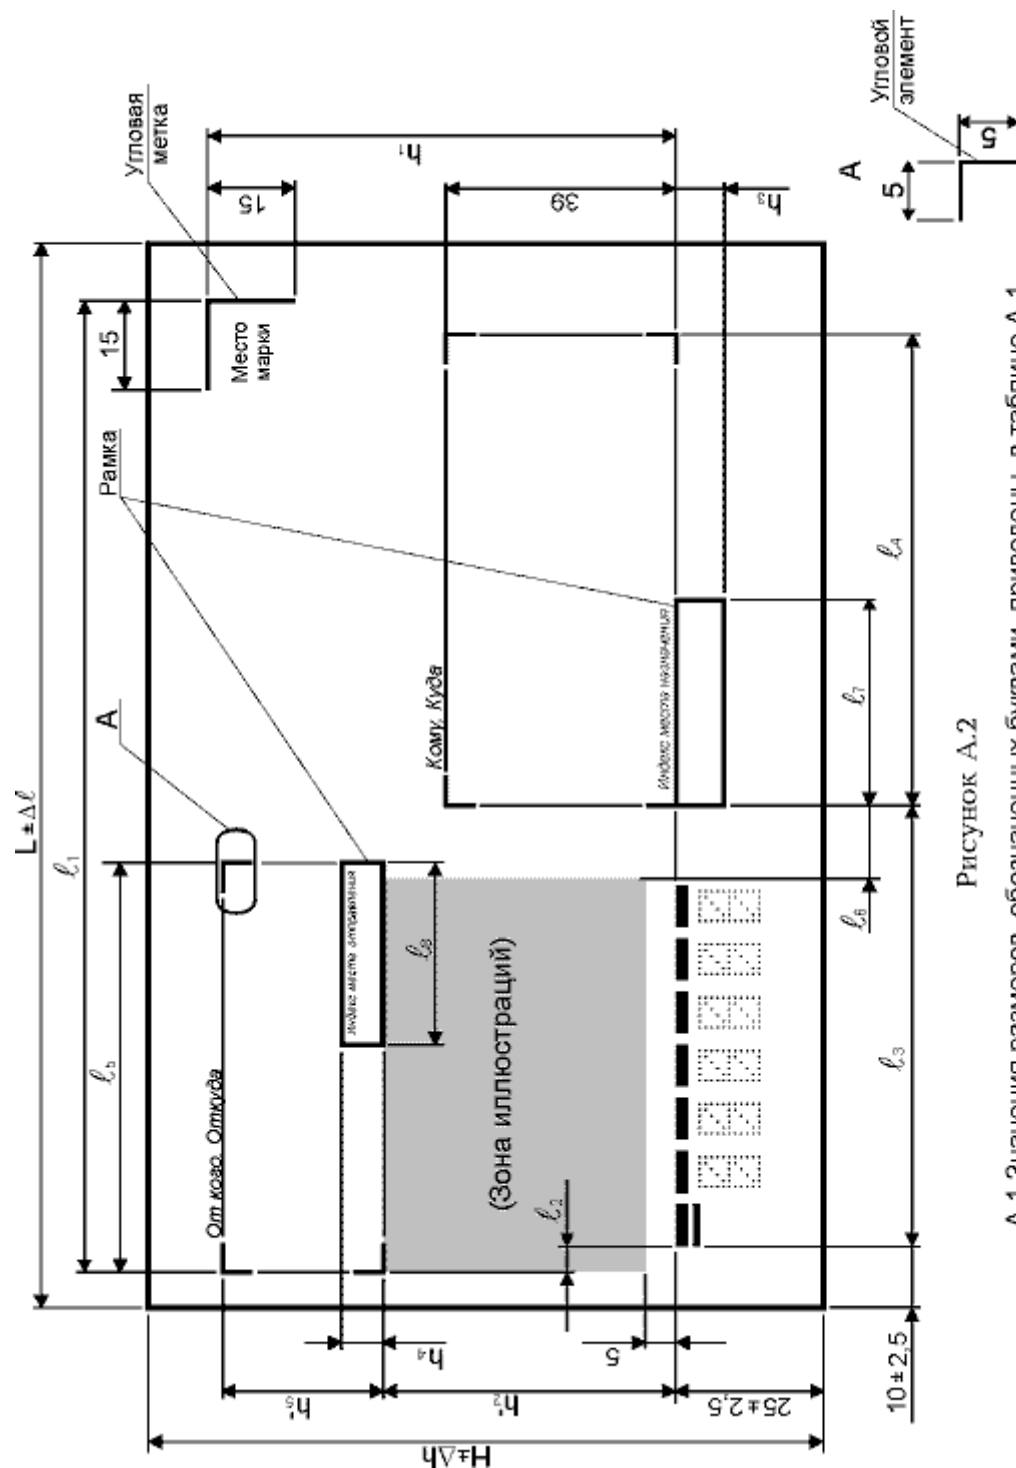 L ± Δℓ
ℓ₁
ℓ₅
15
Угловая
метка
Место
марки
15
h₁
39
h₃
Рамка
A
От кого, Откуда
Индекс места отправления
ℓ₈
Кому, Куда
Индекс места назначения
(Зона иллюстраций)
ℓ₂
ℓ₇
ℓ₄
ℓ₆
ℓ₃
10 ± 2,5
h₄
5
h'₅
h'₂
25 ± 2,5
H ± Δh
A
Угловой
элемент
5
5
Рисунок А.2
А.1 Значения размеров, обозначенных буквами, приведены в таблице А.1